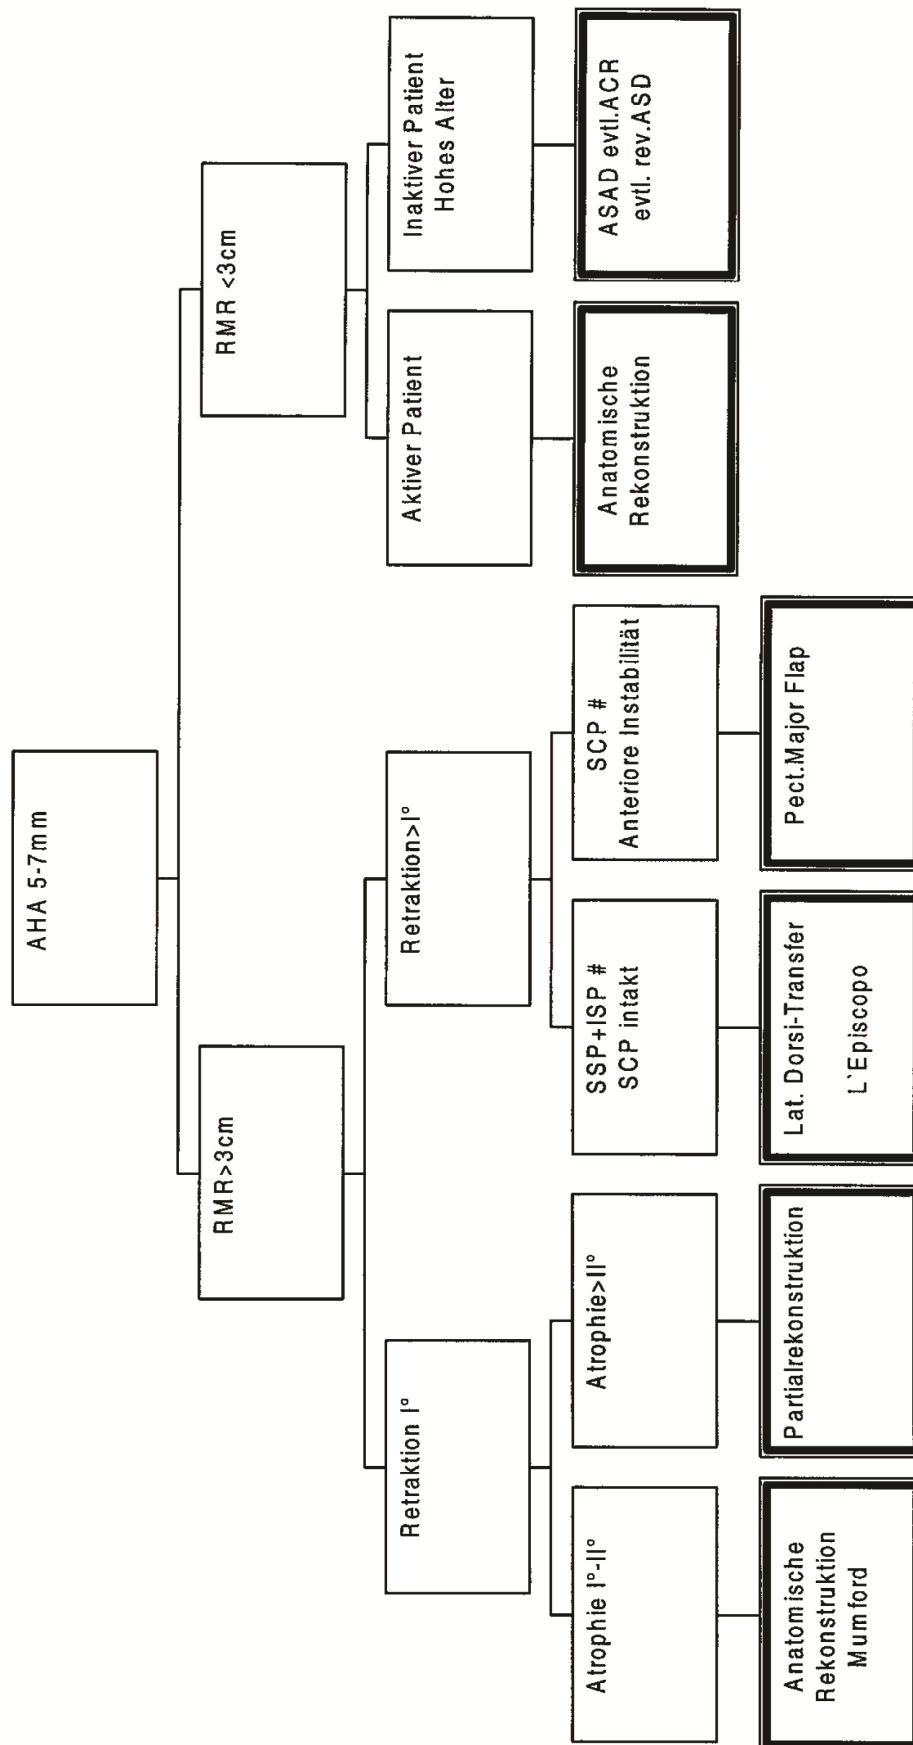 AHA 5-7mm
RMR>3cm
RMR <3cm
Retraktion I°
Retraktion>I°
Aktiver Patient
Inaktiver Patient
Hohes Alter
Atrophie I°-II°
Atrophie>II°
SSP+ISP #
SCP intakt
SCP #
Anteriore Instabilität
Anatomische
Rekonstruktion
ASAD evtl.ACR
evtl. rev.ASD
Anatomische
Rekonstruktion
Mumford
Partialrekonstruktion
Lat. Dorsi-Transfer
L`Episcopo
Pect.Major Flap